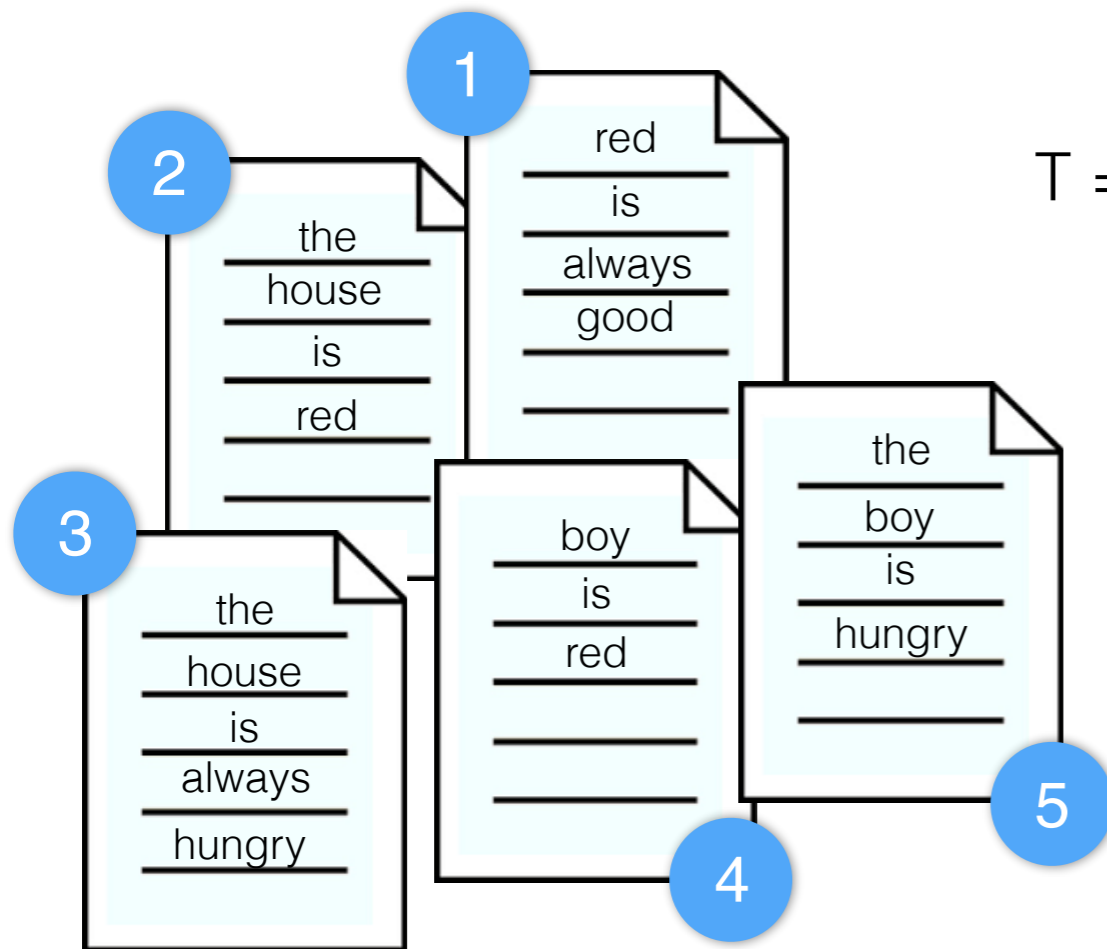 1
red
is
always
good
T =
2
the
house
is
red
3
the
house
is
always
hungry
boy
is
red
4
the
boy
is
hungry
5